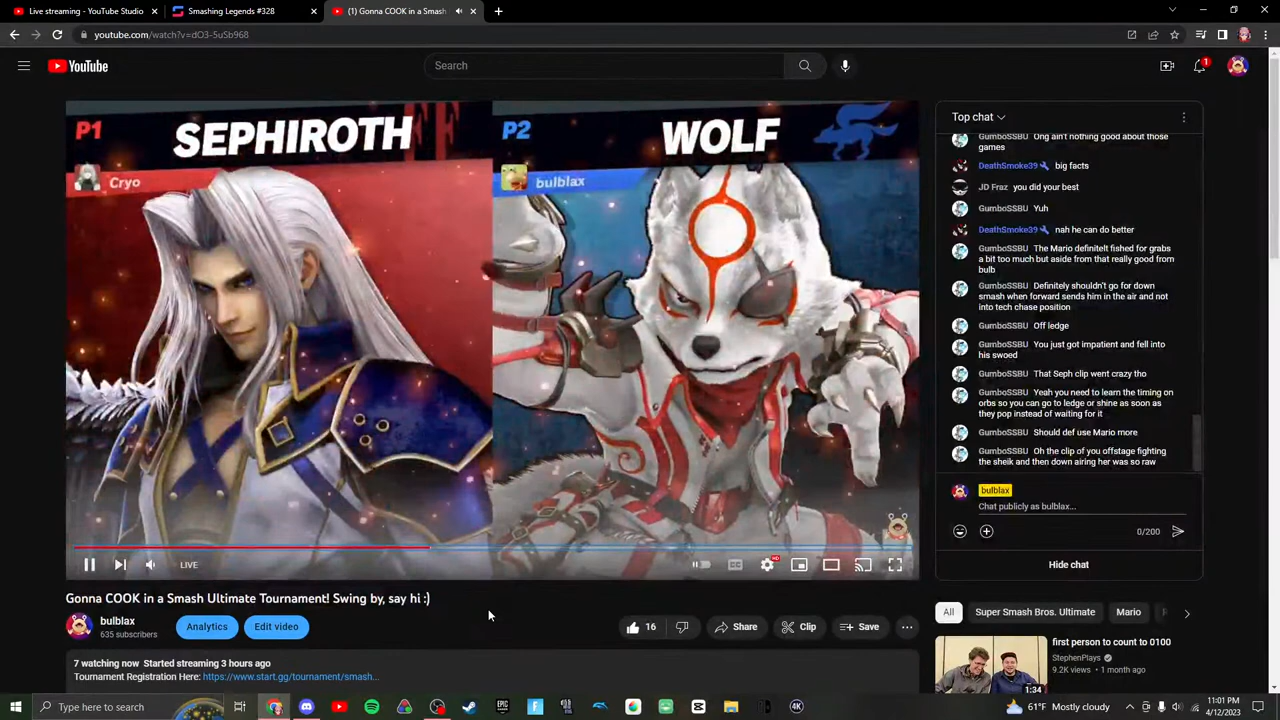 Live streaming - YouTube Studio
Smashing Legends #328
(1) Gonna COOK in a Smash
youtube.com/watch?v=dO3-5uSb968
YouTube
Search
1
P1
SEPHIROTH
Cryo
P2
WOLF
bulblax
LIVE
HD
CC
Gonna COOK in a Smash Ultimate Tournament! Swing by, say hi :)
bulblax
635 subscribers
Analytics
Edit video
16
Share
Clip
Save
7 watching now Started streaming 3 hours ago
Tournament Registration Here: https://www.start.gg/tournament/smash...
Top chat
GumboSSBU Ong ain't nothing good about those
games
DeathSmoke39 big facts
JD Fraz you did your best
GumboSSBU Yuh
DeathSmoke39 nah he can do better
GumboSSBU The Mario definitelt fished for grabs
a bit too much but aside from that really good from
bulb
GumboSSBU Definitely shouldn't go for down
smash when forward sends him in the air and not
into tech chase position
GumboSSBU Off ledge
GumboSSBU You just got impatient and fell into
his swoed
GumboSSBU That Seph clip went crazy tho
GumboSSBU Yeah you need to learn the timing on
orbs so you can go to ledge or shine as soon as
they pop instead of waiting for it
GumboSSBU Should def use Mario more
GumboSSBU Oh the clip of you offstage fighting
the sheik and then down airing her was so raw
bulblax
Chat publicly as bulblax...
0/200
Hide chat
All
Super Smash Bros. Ultimate
Mario
first person to count to 0100
StephenPlays
9.2K views • 1 month ago
1:34
Type here to search
61°F Mostly cloudy
11:01 PM
4/12/2023